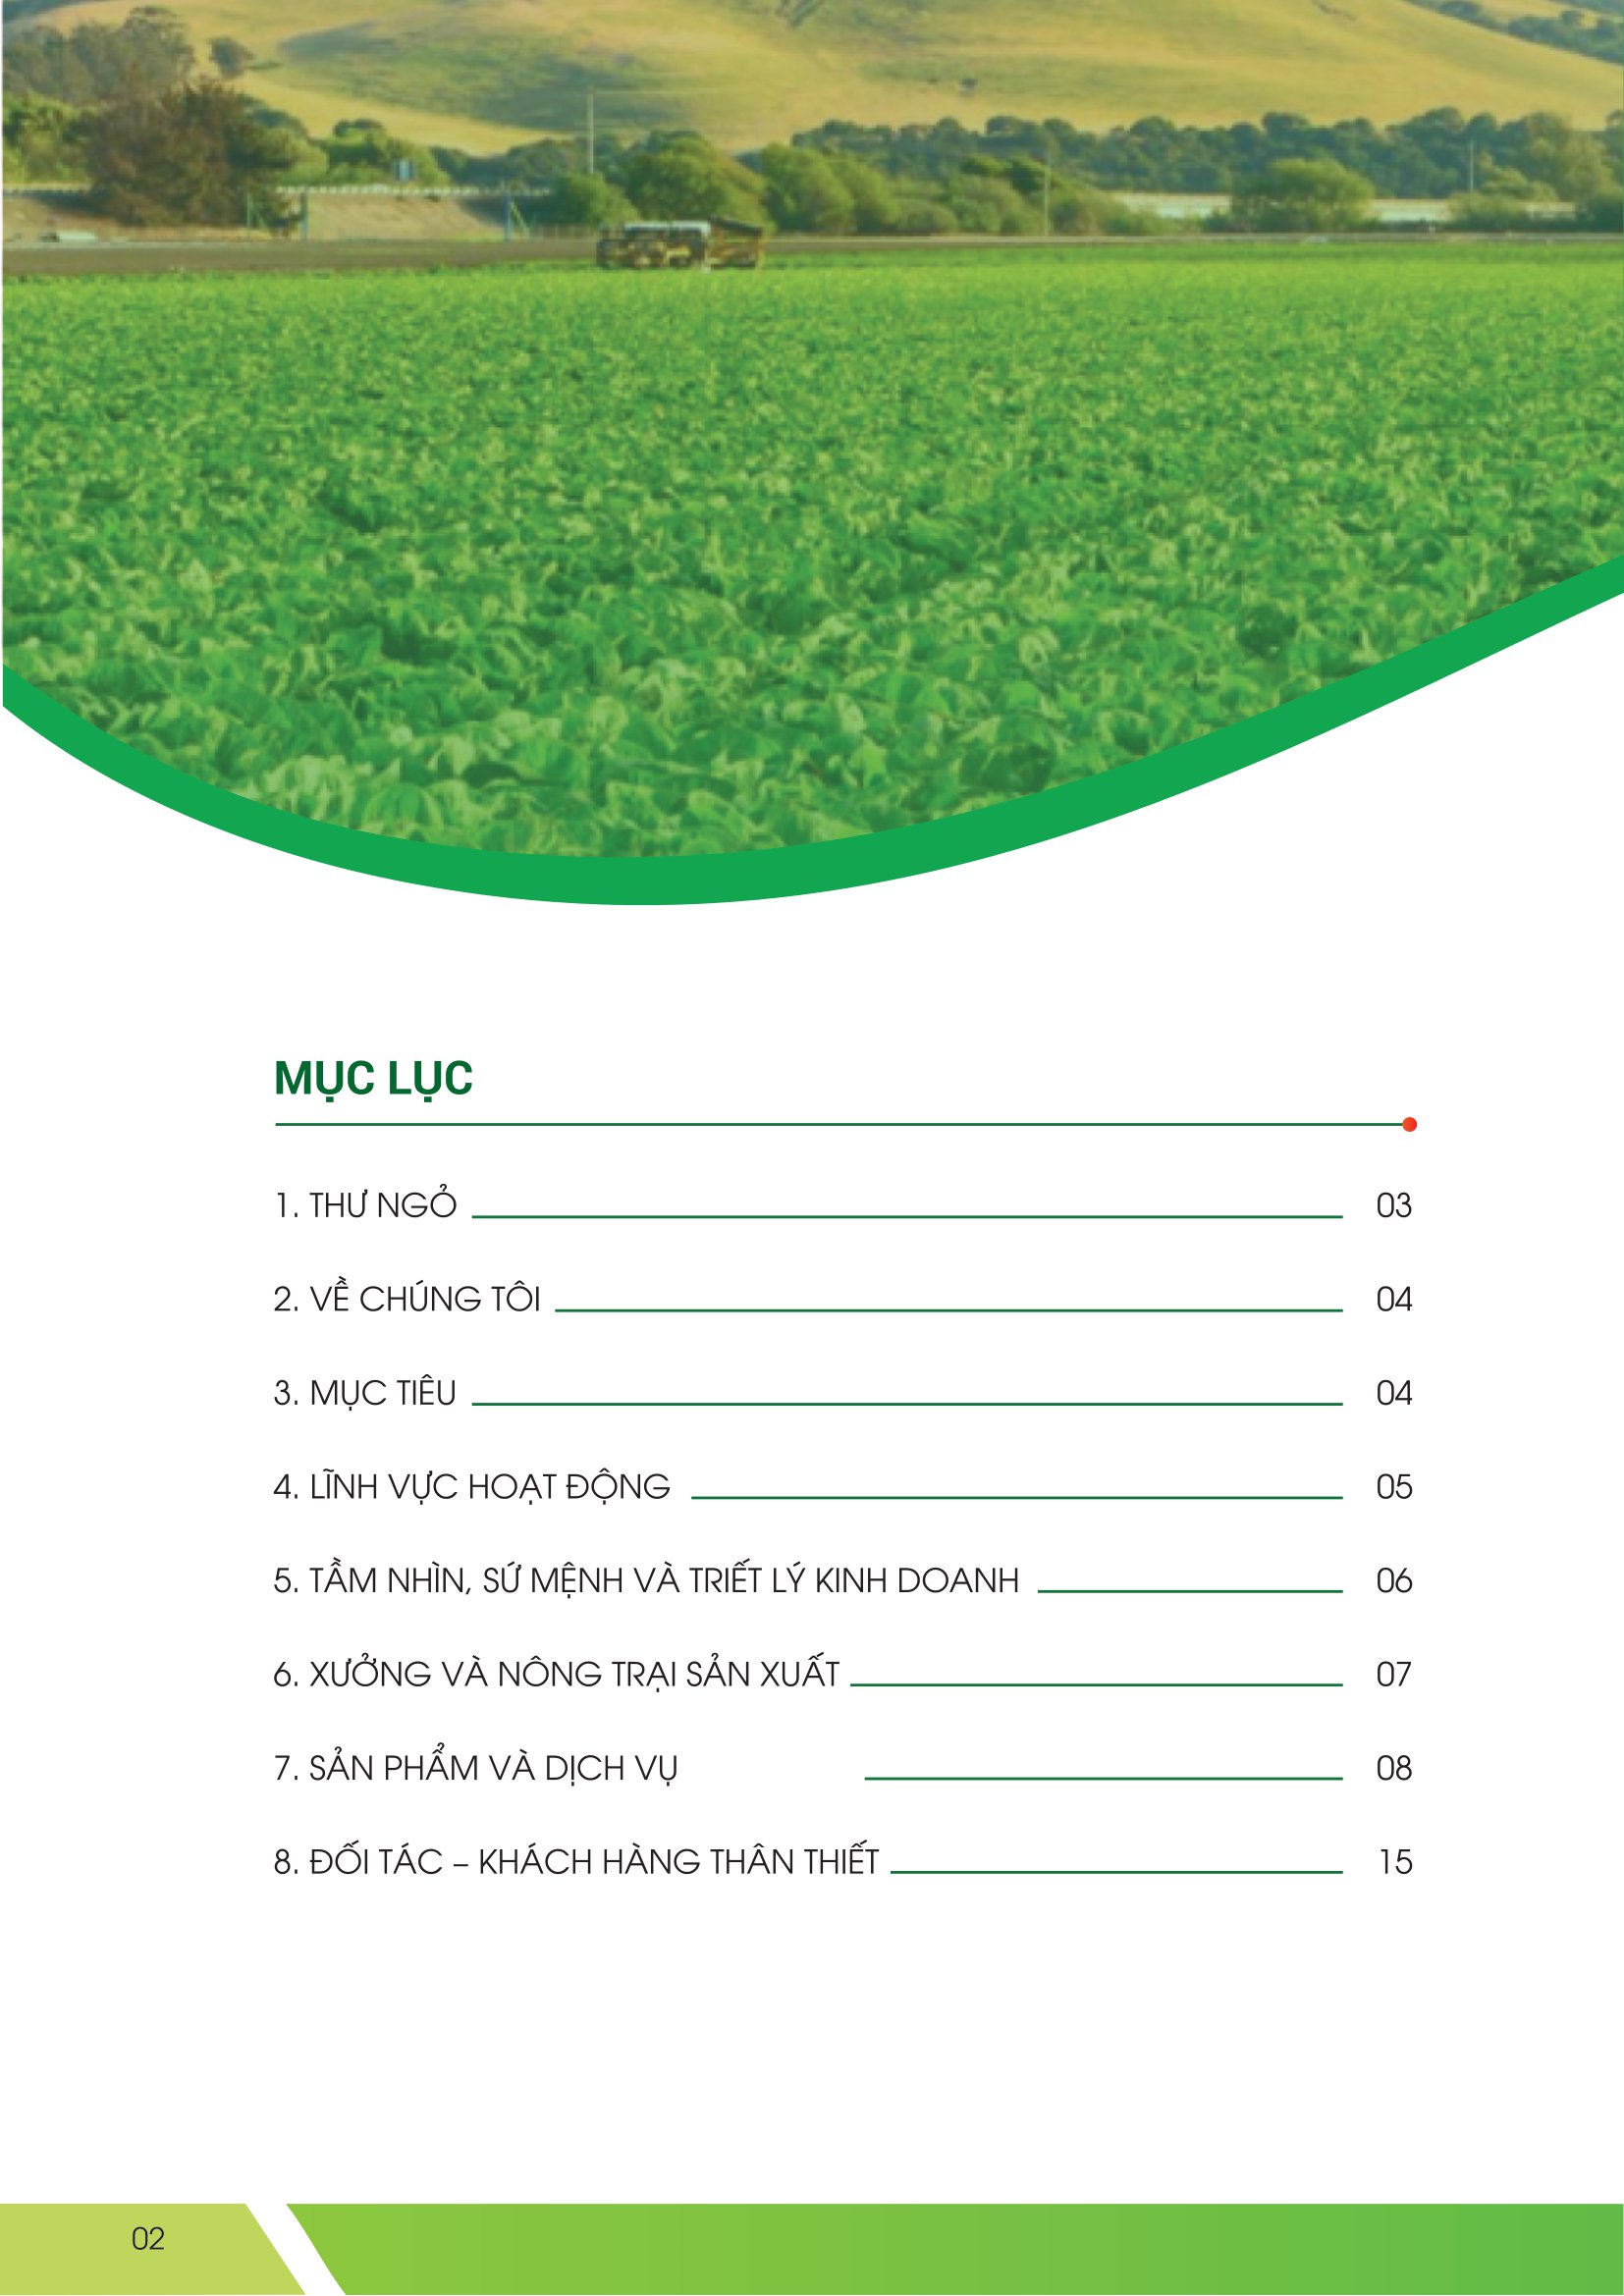 MỤC LỤC
1. THƯ NGỎ 03
2. VỀ CHÚNG TÔI 04
3. MỤC TIÊU 04
4. LĨNH VỰC HOẠT ĐỘNG 05
5. TẦM NHÌN, SỨ MỆNH VÀ TRIẾT LÝ KINH DOANH 06
6. XƯỞNG VÀ NÔNG TRẠI SẢN XUẤT 07
7. SẢN PHẨM VÀ DỊCH VỤ 08
8. ĐỐI TÁC – KHÁCH HÀNG THÂN THIẾT 15
02